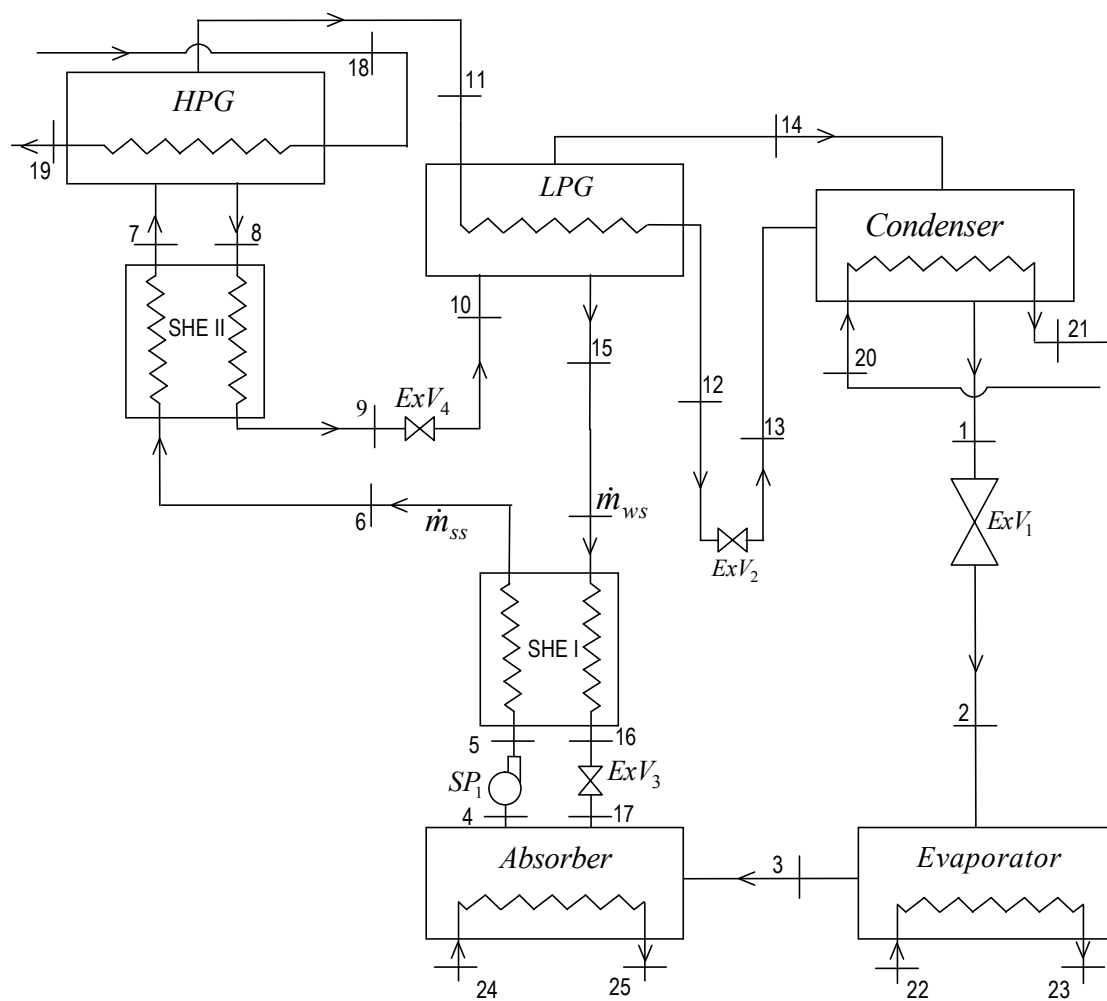 18
HPG
11
14
19
LPG
Condenser
7
8
SHE II
10
15
21
20
12
9
ExV₄
13
1
6
ṁss
ṁws
ExV₂
ExV₁
SHE I
2
5
16
SP₁
ExV₃
4
17
Absorber
3
Evaporator
24
25
22
23